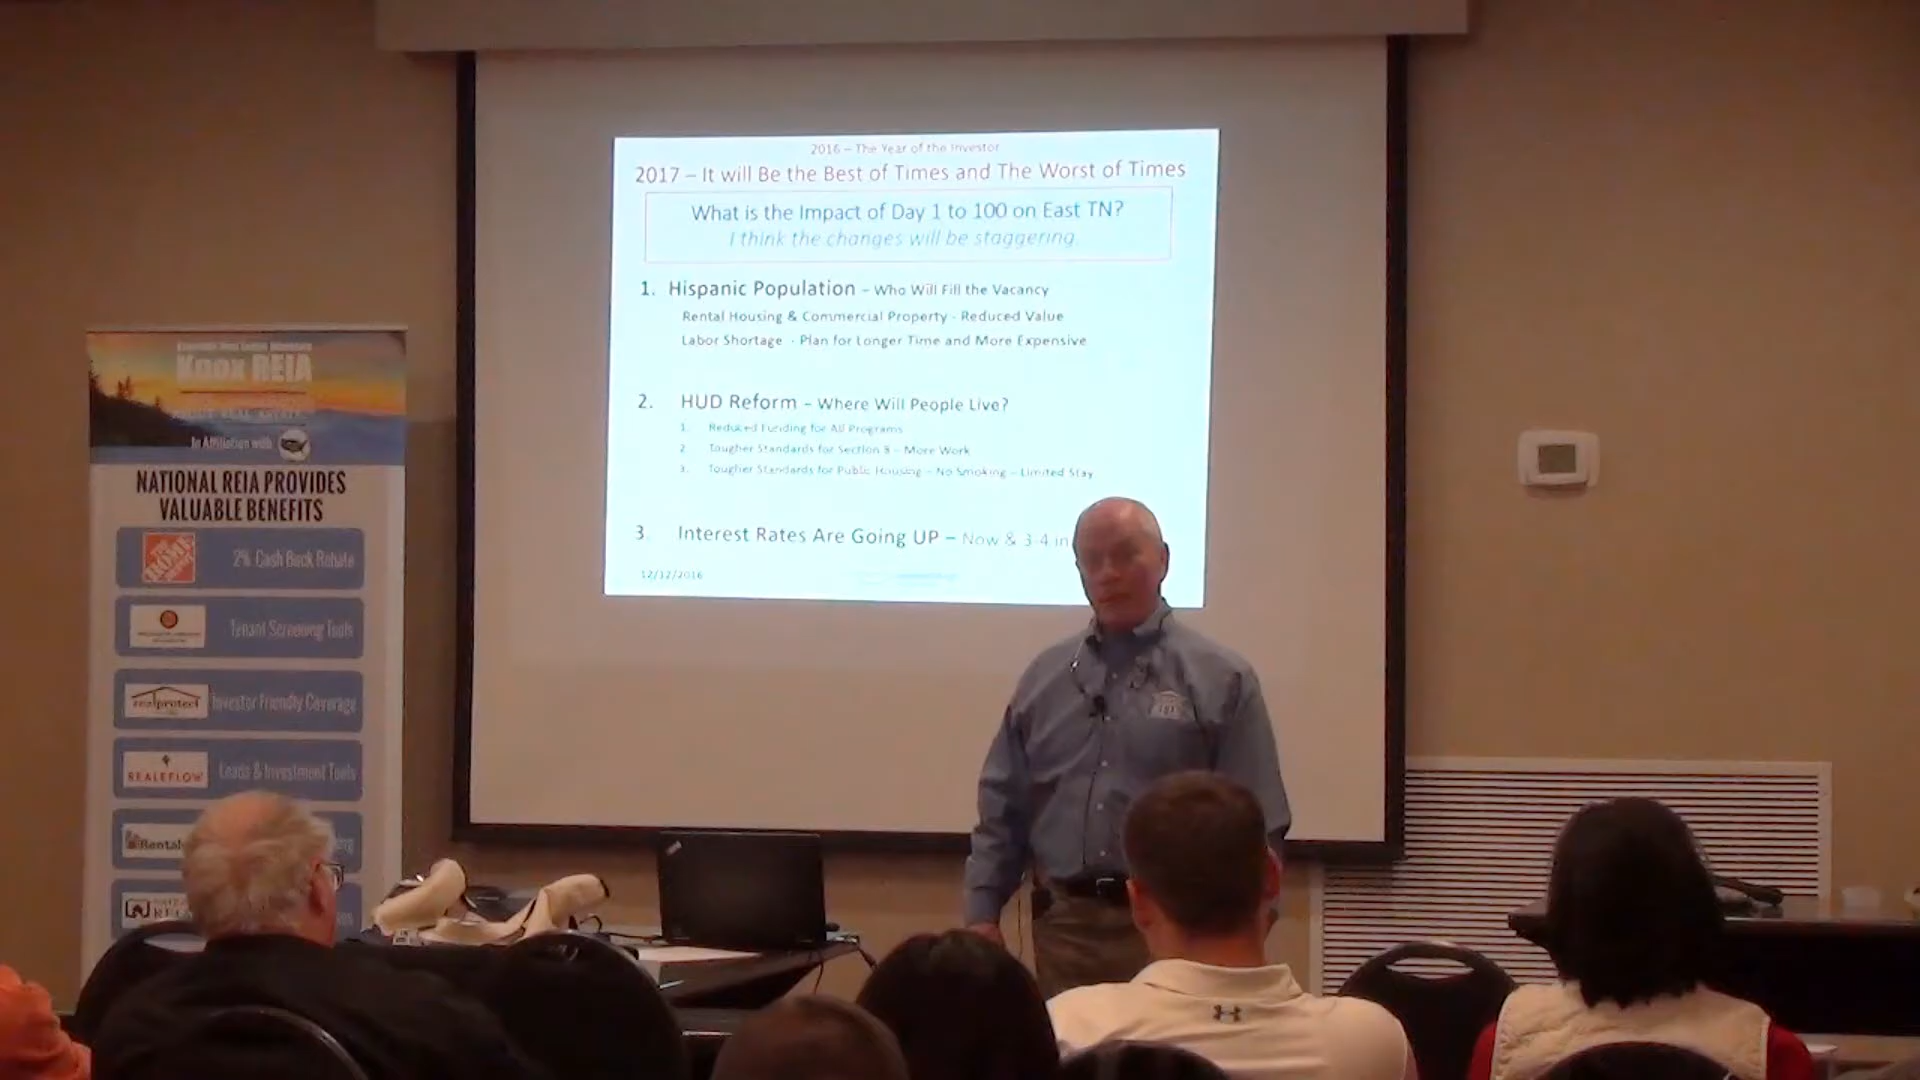 2016 – The Year of the Investor
2017 – It will Be the Best of Times and The Worst of Times
What is the Impact of Day 1 to 100 on East TN?
I think the changes will be staggering
1. Hispanic Population – Who Will Fill the Vacancy
Rental Housing & Commercial Property - Reduced Value
Labor Shortage - Plan for Longer Time and More Expensive
2. HUD Reform – Where Will People Live?
1. Reduced Funding for All Programs
2 Tougher Standards for Section 8 – More Work
3. Tougher Standards for Public Housing – No Smoking – Limited Stay
3. Interest Rates Are Going UP – Now & 3-4 in
12/12/2016
Knox REIA
In Affiliation with
NATIONAL REIA PROVIDES
VALUABLE BENEFITS
THE HOME DEPOT
2% Cash Back Rebate
Tenant Screening Tools
realprotect
Investor Friendly Coverage
REALEFLOW
Leads & Investment Tools
Rental